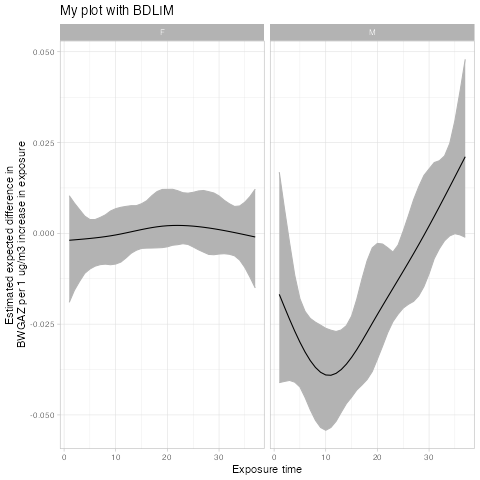 My plot with BDLIM
F
M
Estimated expected difference in
BWGAZ per 1 ug/m3 increase in exposure
0.050
0.025
0.000
-0.025
-0.050
0
10
20
30
0
10
20
30
Exposure time